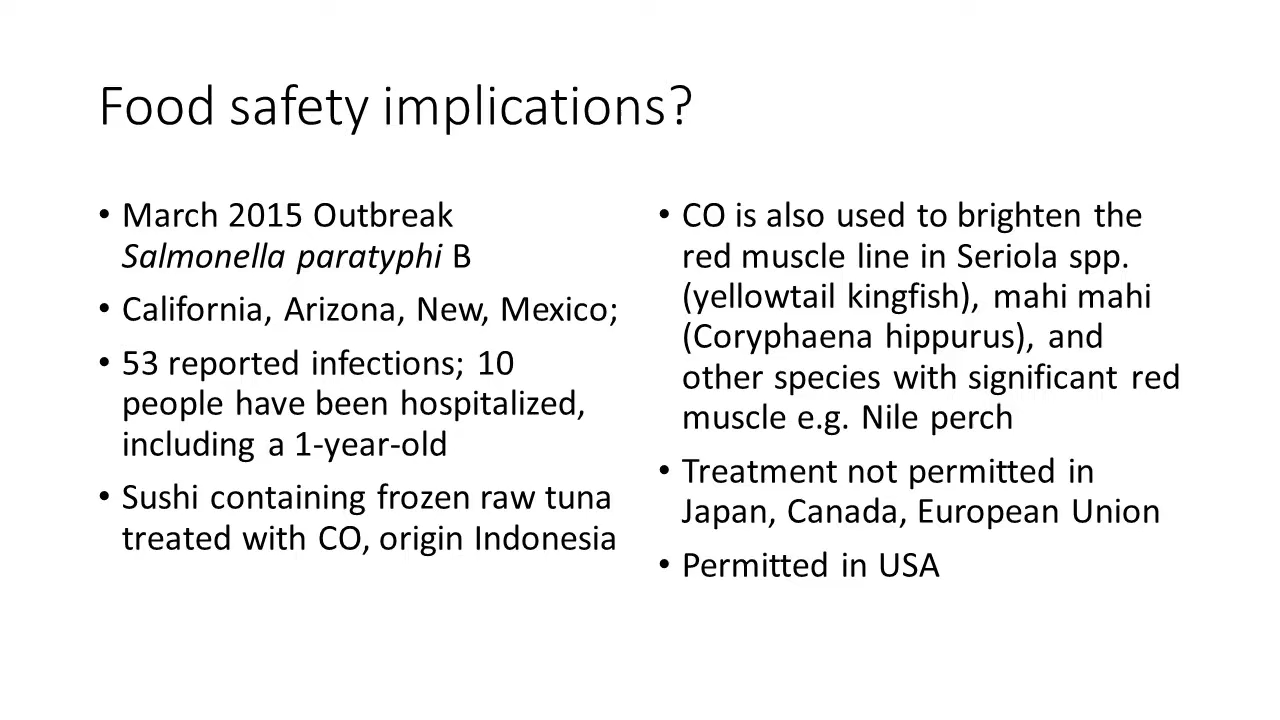 Food safety implications?
• March 2015 Outbreak
Salmonella paratyphi B
• California, Arizona, New, Mexico;
• 53 reported infections; 10
people have been hospitalized,
including a 1-year-old
• Sushi containing frozen raw tuna
treated with CO, origin Indonesia
• CO is also used to brighten the
red muscle line in Seriola spp.
(yellowtail kingfish), mahi mahi
(Coryphaena hippurus), and
other species with significant red
muscle e.g. Nile perch
• Treatment not permitted in
Japan, Canada, European Union
• Permitted in USA